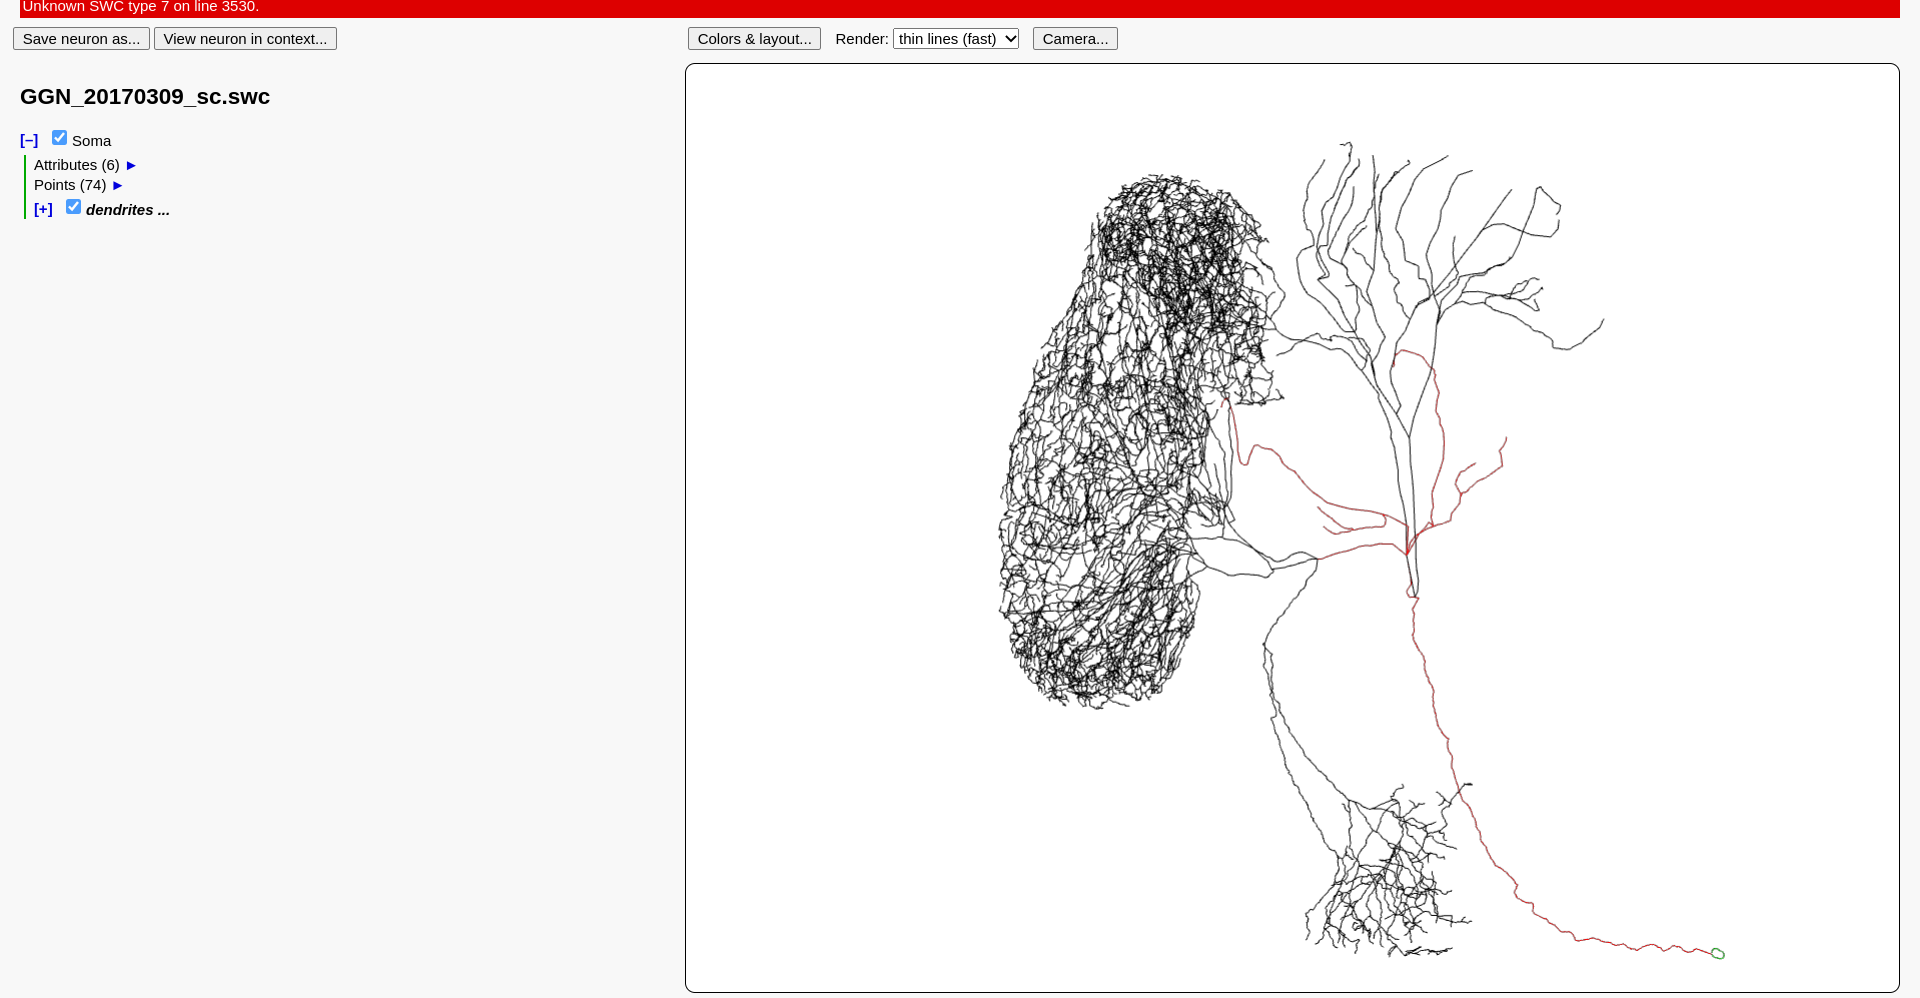 Unknown SWC type 7 on line 3530.
Save neuron as... View neuron in context... Colors & layout... Render: thin lines (fast) Camera...
GGN_20170309_sc.swc
[–] Soma
Attributes (6) ►
Points (74) ►
[+] dendrites ...